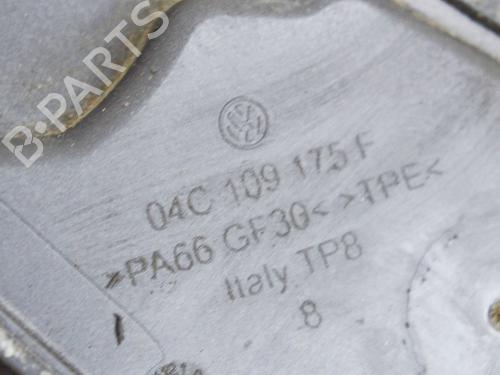 B-PARTS
04C 109 175 F
>PA66 GF30< >TPE<
Italy TP8
8